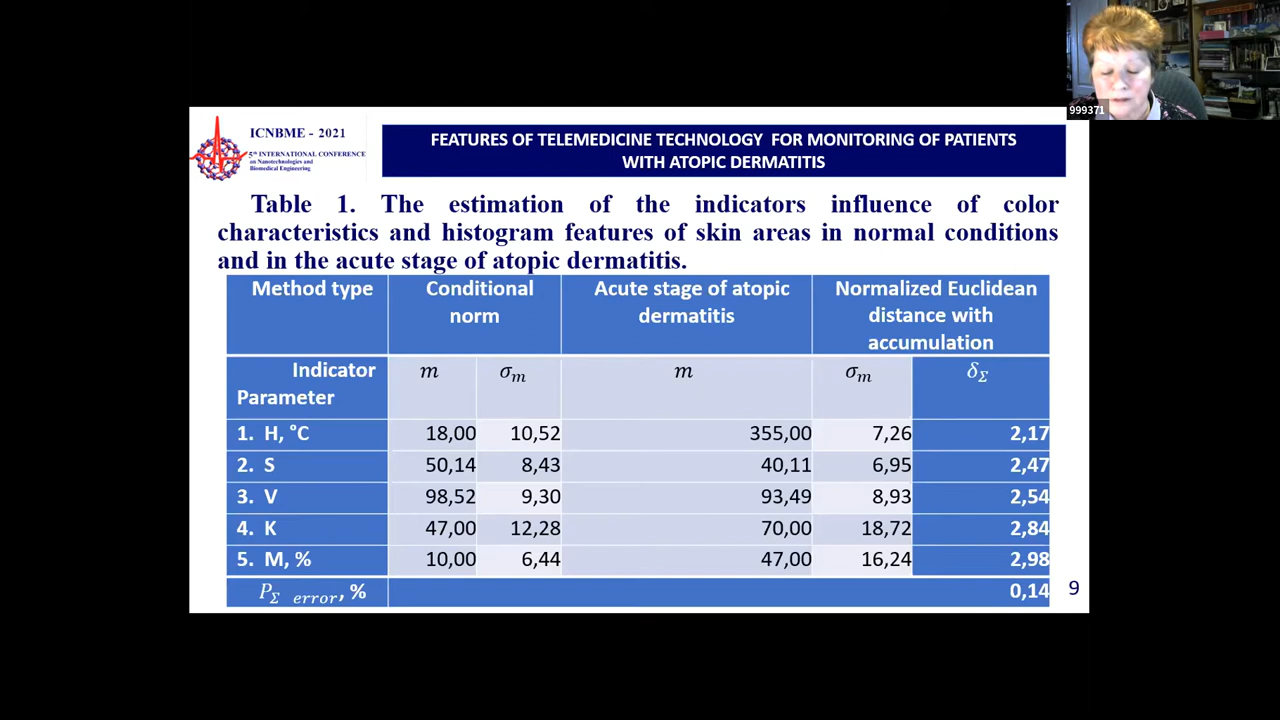 999371
ICNBME - 2021
5th INTERNATIONAL CONFERENCE
on Nanotechnologies and
Biomedical Engineering
FEATURES OF TELEMEDICINE TECHNOLOGY FOR MONITORING OF PATIENTS
WITH ATOPIC DERMATITIS
Table 1. The estimation of the indicators influence of color
characteristics and histogram features of skin areas in normal conditions
and in the acute stage of atopic dermatitis.
Method type Conditional norm Acute stage of atopic dermatitis Normalized Euclidean distance with accumulation
Indicator Parameter m σm m σm δΣ
1. H, °C 18,00 10,52 355,00 7,26 2,17
2. S 50,14 8,43 40,11 6,95 2,47
3. V 98,52 9,30 93,49 8,93 2,54
4. K 47,00 12,28 70,00 18,72 2,84
5. M, % 10,00 6,44 47,00 16,24 2,98
PΣ error, % 0,14
9